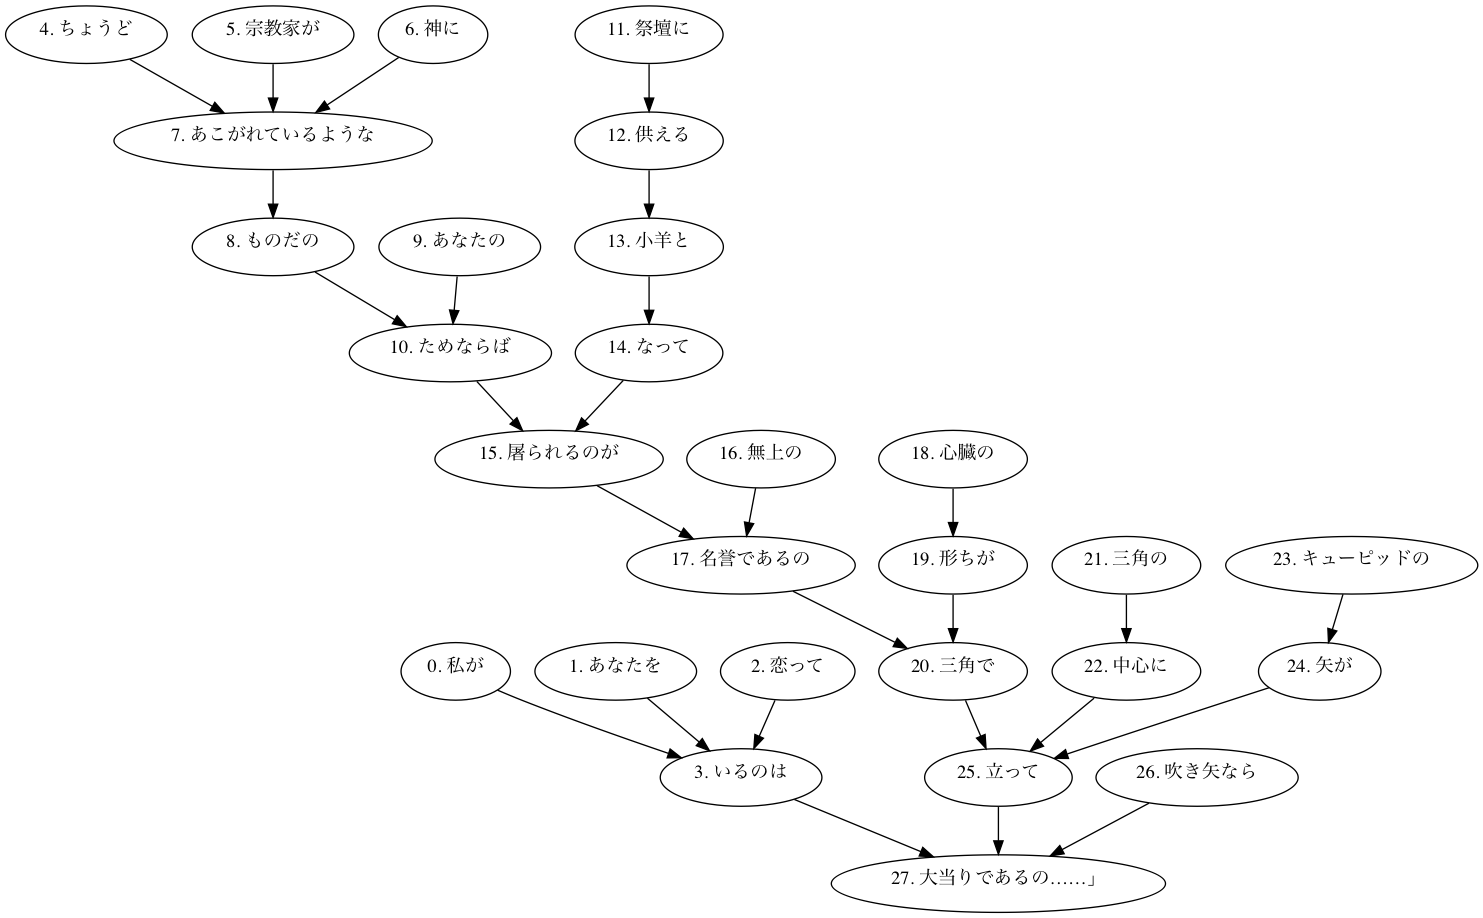 4. ちょうど
5. 宗教家が
6. 神に
11. 祭壇に
7. あこがれているような
12. 供える
8. ものだの
9. あなたの
13. 小羊と
10. ためならば
14. なって
15. 屠られるのが
16. 無上の
18. 心臓の
17. 名誉であるの
19. 形ちが
21. 三角の
23. キューピッドの
0. 私が
1. あなたを
2. 恋って
20. 三角で
22. 中心に
24. 矢が
3. いるのは
25. 立って
26. 吹き矢なら
27. 大当りであるの……」